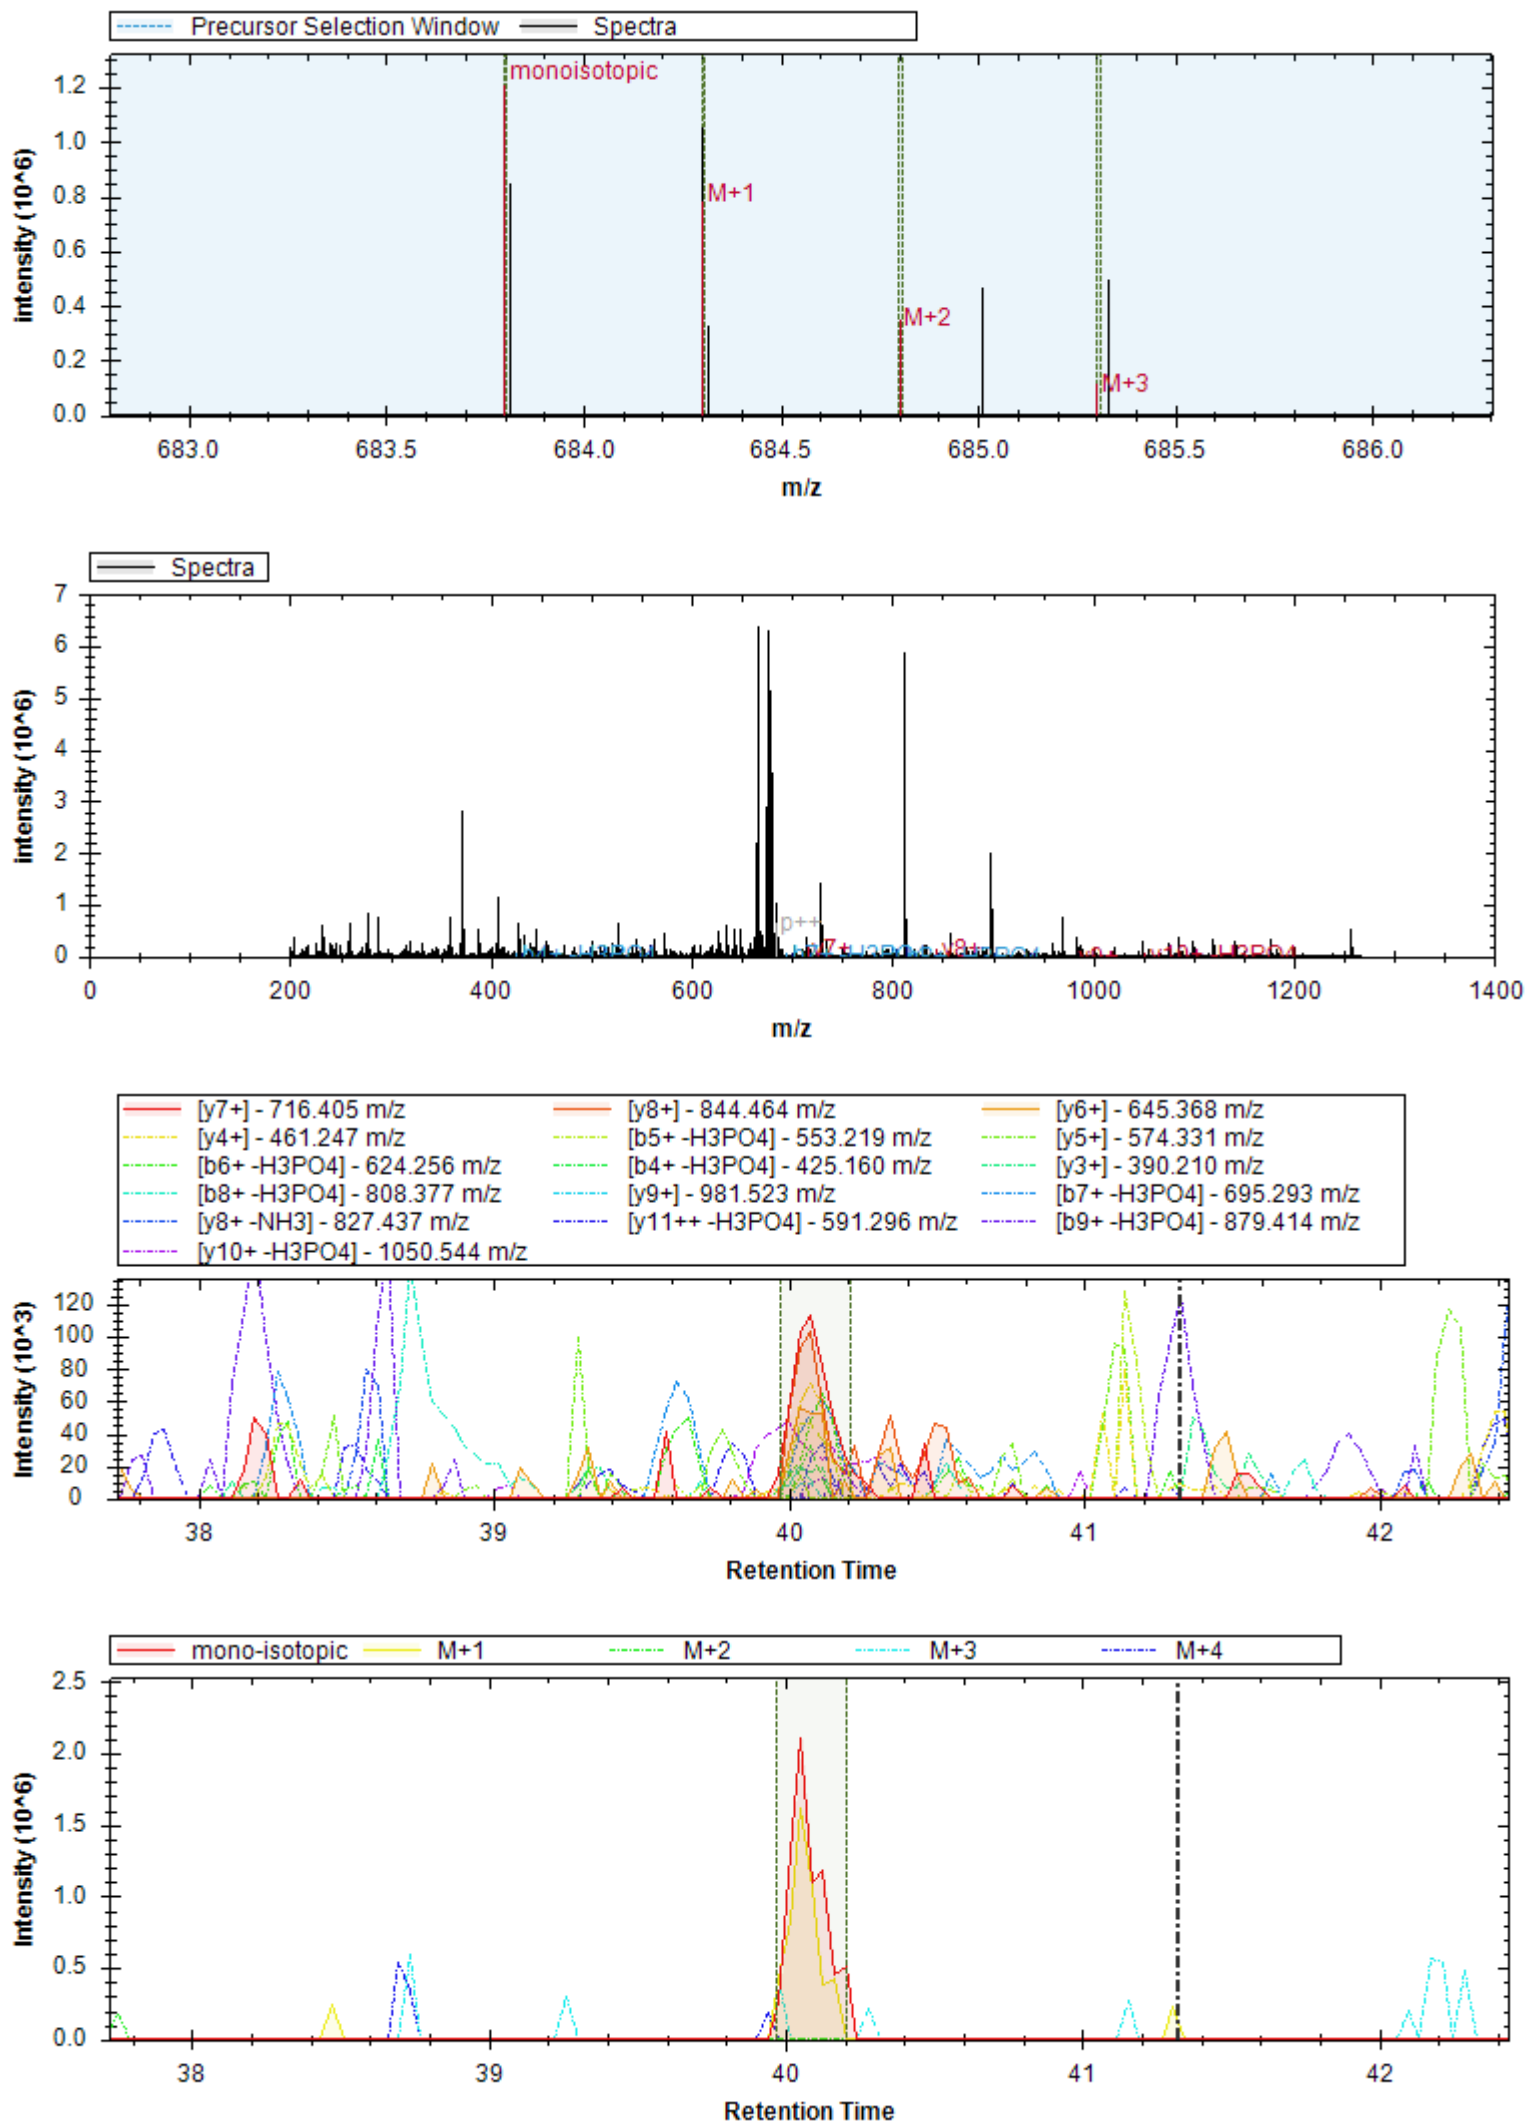 Precursor Selection Window Spectra
monoisotopic
M+1
M+2
M+3
intensity (10^6)
1.2
1.0
0.8
0.6
0.4
0.2
0.0
683.0 683.5 684.0 684.5 685.0 685.5 686.0
m/z
Spectra
intensity (10^6)
7
6
5
4
3
2
1
0
p++
y7+
y8+
0 200 400 600 800 1000 1200 1400
m/z
[y7+] - 716.405 m/z [y8+] - 844.464 m/z [y6+] - 645.368 m/z
[y4+] - 461.247 m/z [b5+ -H3PO4] - 553.219 m/z [y5+] - 574.331 m/z
[b6+ -H3PO4] - 624.256 m/z [b4+ -H3PO4] - 425.160 m/z [y3+] - 390.210 m/z
[b8+ -H3PO4] - 808.377 m/z [y9+] - 981.523 m/z [b7+ -H3PO4] - 695.293 m/z
[y8+ -NH3] - 827.437 m/z [y11++ -H3PO4] - 591.296 m/z [b9+ -H3PO4] - 879.414 m/z
[y10+ -H3PO4] - 1050.544 m/z
Intensity (10^3)
120
100
80
60
40
20
0
38 39 40 41 42
Retention Time
mono-isotopic M+1 M+2 M+3 M+4
Intensity (10^6)
2.5
2.0
1.5
1.0
0.5
0.0
38 39 40 41 42
Retention Time